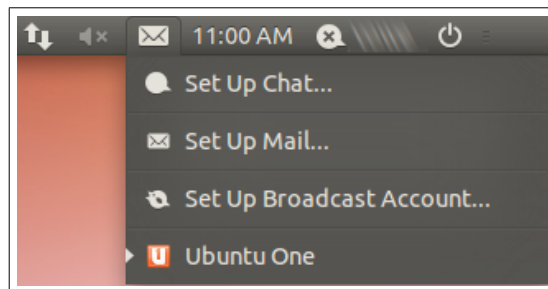 11:00 AM
Set Up Chat...
Set Up Mail...
Set Up Broadcast Account...
Ubuntu One